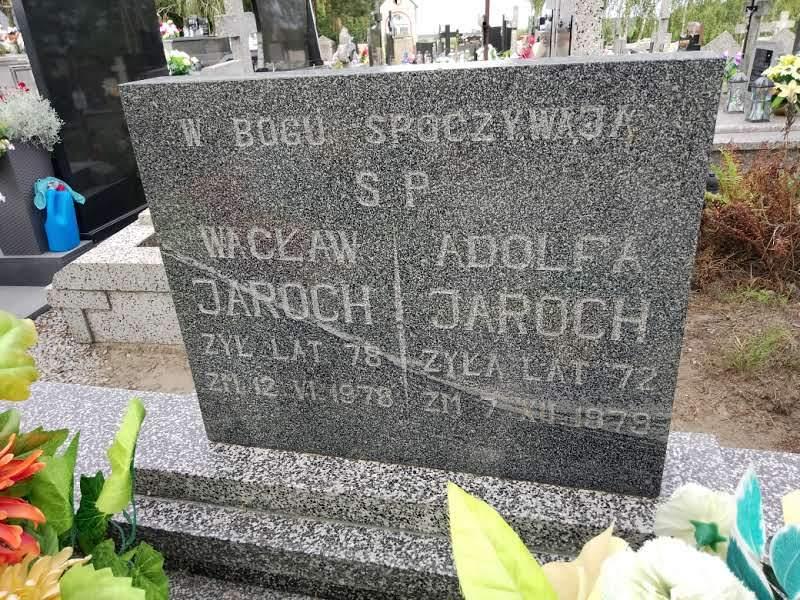 W BOGU SPOCZYWAJĄ
S P
WACŁAW
JAROCH
ŻYŁ LAT 78
ZM. 12 VI 1978
ADOLFA
JAROCH
ŻYŁA LAT 72
ZM 7 XII 1979